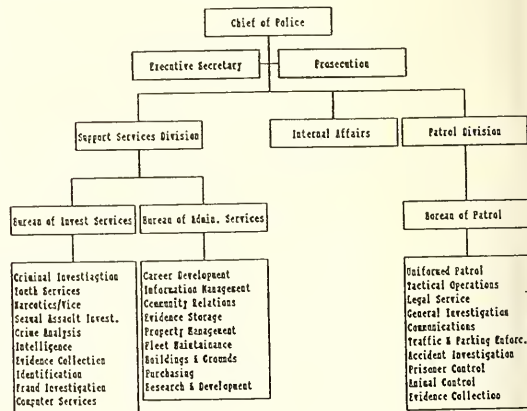 Chief of Police
Executive Secretary
Prosecution
Support Services Division
Internal Affairs
Patrol Division
Bureau of Invest Services
Bureau of Admin. Services
Bureau of Patrol
Criminal Investiagtion
Youth Services
Narcotics/Vice
Sexual Assault Invest.
Crime Analysis
Intelligence
Evidence Collection
Identification
Fraud Investigation
Computer Services
Career Development
Information Management
Community Relations
Evidence Storage
Property Management
Fleet Maintainance
Buildings & Grounds
Purchasing
Research & Development
Uniformed Patrol
Tactical Operations
Legal Service
General Investigation
Communications
Traffic & Parking Enforc.
Accident Investigation
Prisoner Control
Animal Control
Evidence Collection